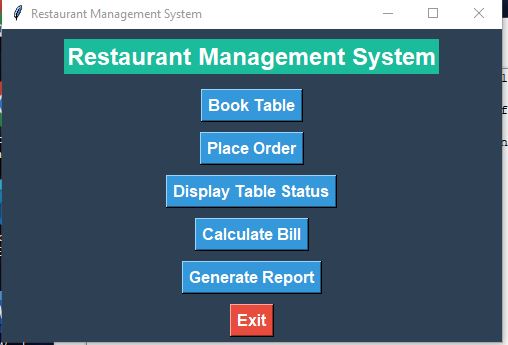 Restaurant Management System
Restaurant Management System
Book Table
Place Order
Display Table Status
Calculate Bill
Generate Report
Exit